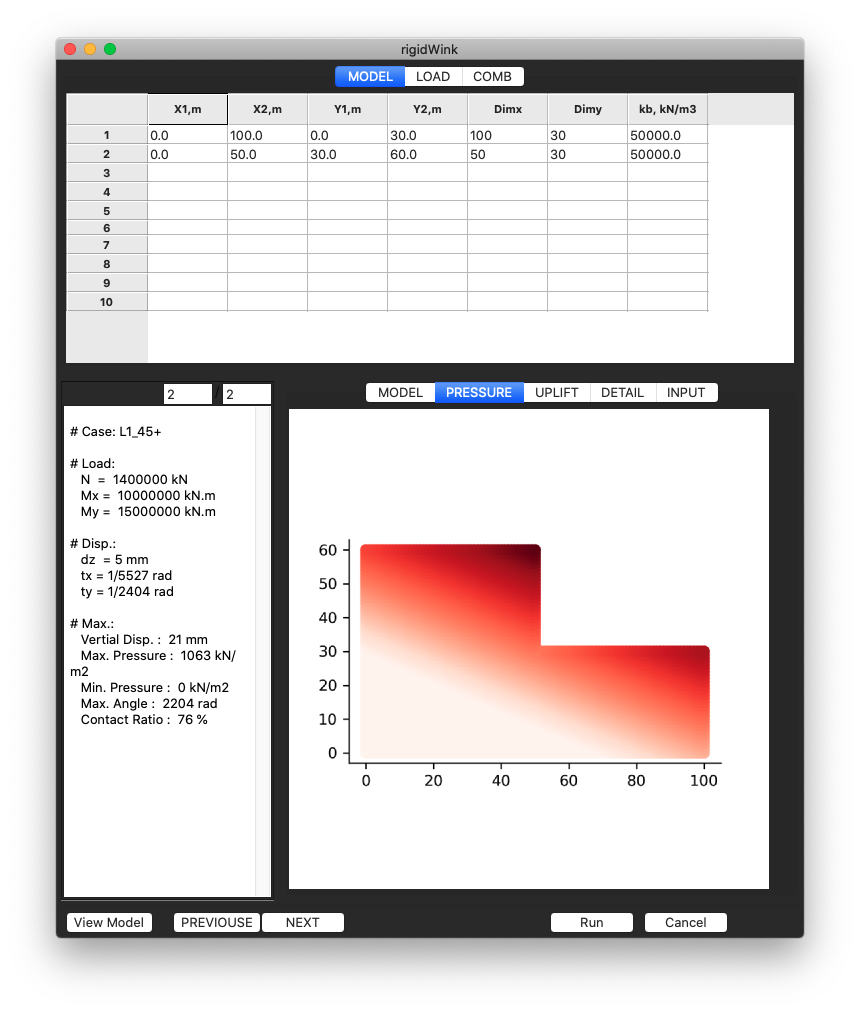 rigidWink
MODEL LOAD COMB
X1,m X2,m Y1,m Y2,m Dimx Dimy kb, kN/m3
1 0.0 100.0 0.0 30.0 100 30 50000.0
2 0.0 50.0 30.0 60.0 50 30 50000.0
3
4
5
6
7
8
9
10
2 / 2
# Case: L1_45+
# Load:
N = 1400000 kN
Mx = 10000000 kN.m
My = 15000000 kN.m
# Disp.:
dz = 5 mm
tx = 1/5527 rad
ty = 1/2404 rad
# Max.:
Vertial Disp. : 21 mm
Max. Pressure : 1063 kN/
m2
Min. Pressure : 0 kN/m2
Max. Angle : 2204 rad
Contact Ratio : 76 %
MODEL PRESSURE UPLIFT DETAIL INPUT
60
50
40
30
20
10
0
0 20 40 60 80 100
View Model PREVIOUSE NEXT Run Cancel